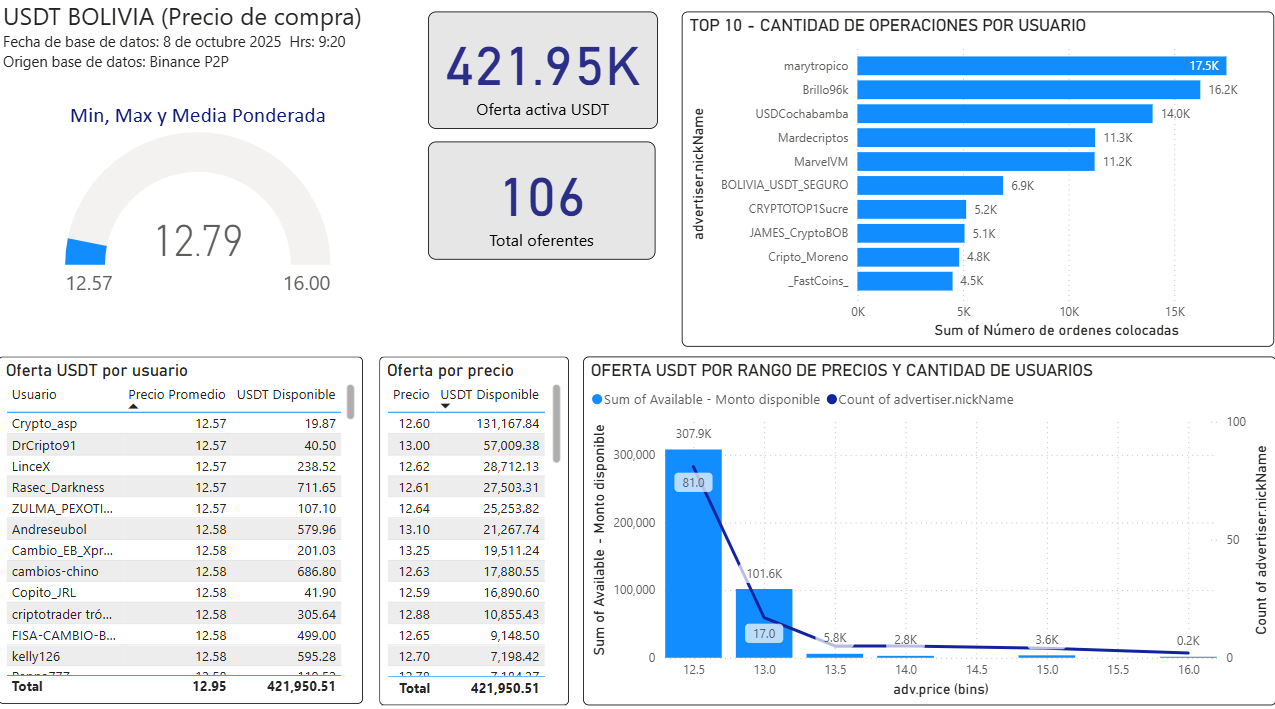 USDT BOLIVIA (Precio de compra)
Fecha de base de datos: 8 de octubre 2025 Hrs: 9:20
Origen base de datos: Binance P2P
Min, Max y Media Ponderada
12.79
12.57
16.00
421.95K
Oferta activa USDT
106
Total oferentes
TOP 10 - CANTIDAD DE OPERACIONES POR USUARIO
advertiser.nickName
marytropico 17.5K
Brillo96k 16.2K
USDCochabamba 14.0K
Mardecriptos 11.3K
MarvelVM 11.2K
BOLIVIA_USDT_SEGURO 6.9K
CRYPTOTOP1Sucre 5.2K
JAMES_CryptoBOB 5.1K
Cripto_Moreno 4.8K
_FastCoins_ 4.5K
0K 5K 10K 15K
Sum of Número de ordenes colocadas
Oferta USDT por usuario
Usuario Precio Promedio USDT Disponible
Crypto_asp 12.57 19.87
DrCripto91 12.57 40.50
LinceX 12.57 238.52
Rasec_Darkness 12.57 711.65
ZULMA_PEXOTI... 12.57 107.10
Andreseubol 12.58 579.96
Cambio_EB_Xpr... 12.58 201.03
cambios-chino 12.58 686.80
Copito_JRL 12.58 41.90
criptotrader tró... 12.58 305.64
FISA-CAMBIO-B... 12.58 499.00
kelly126 12.58 595.28
Total 12.95 421,950.51
Oferta por precio
Precio USDT Disponible
12.60 131,167.84
13.00 57,009.38
12.62 28,712.13
12.61 27,503.31
12.64 25,253.82
13.10 21,267.74
13.25 19,511.24
12.63 17,880.55
12.59 16,890.60
12.88 10,855.43
12.65 9,148.50
12.70 7,198.42
Total 421,950.51
OFERTA USDT POR RANGO DE PRECIOS Y CANTIDAD DE USUARIOS
Sum of Available - Monto disponible Count of advertiser.nickName
Sum of Available - Monto disponible
300,000
200,000
100,000
0
307.9K
81.0
101.6K
17.0
5.8K
2.8K
3.6K
0.2K
100
50
0
Count of advertiser.nickName
12.5 13.0 13.5 14.0 14.5 15.0 15.5 16.0
adv.price (bins)